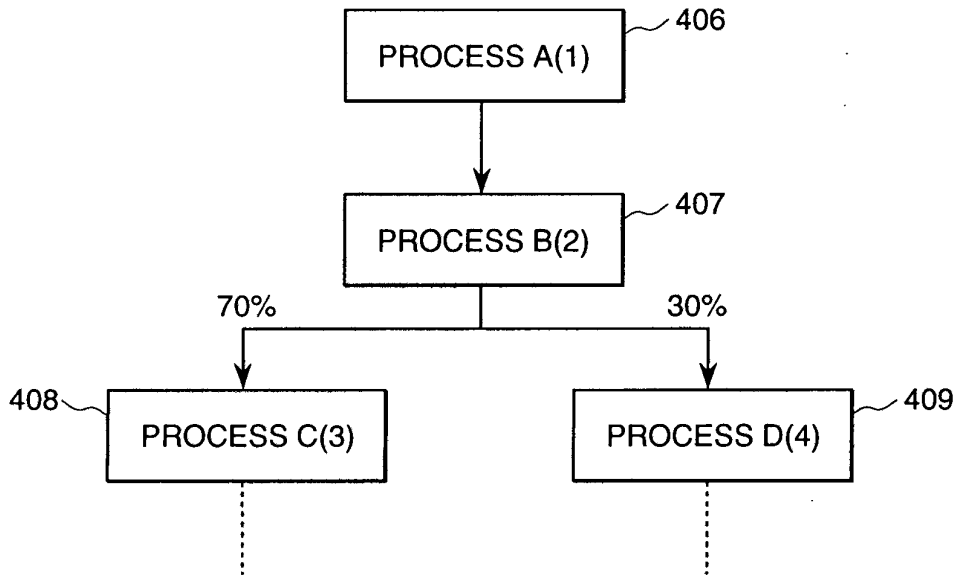 406
PROCESS A(1)
407
PROCESS B(2)
70%
30%
408
PROCESS C(3)
409
PROCESS D(4)